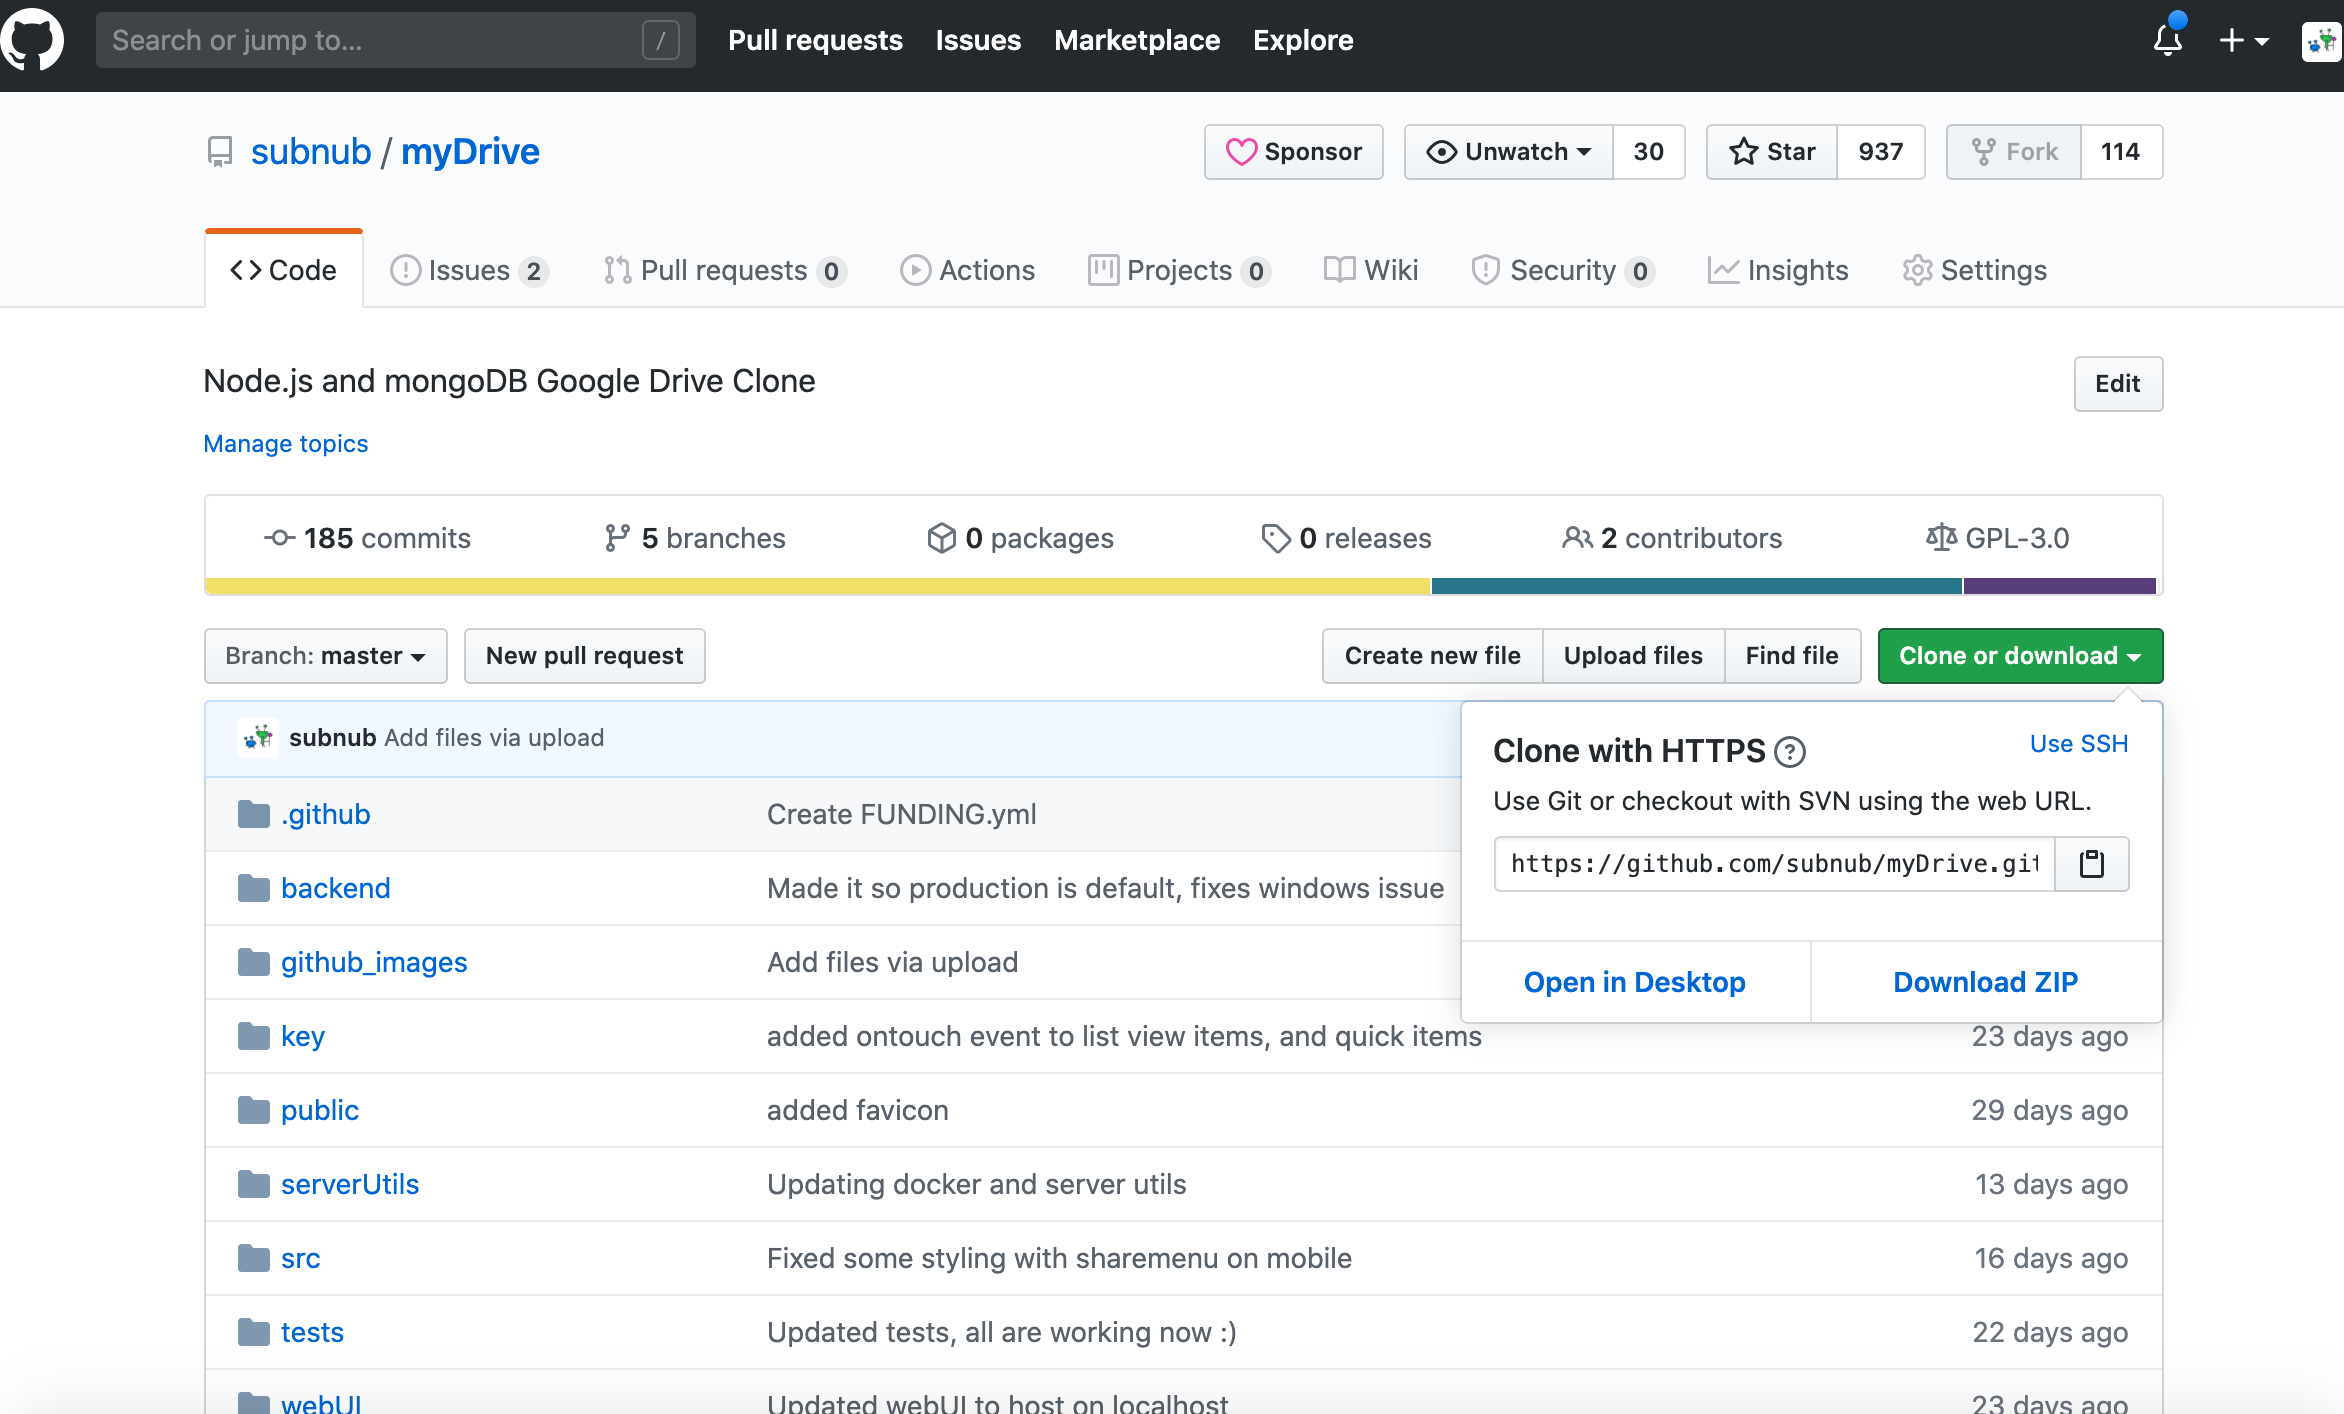 Search or jump to... /
Pull requests Issues Marketplace Explore
subnub / myDrive
Sponsor Unwatch 30 Star 937 Fork 114
Code Issues 2 Pull requests 0 Actions Projects 0 Wiki Security 0 Insights Settings
Node.js and mongoDB Google Drive Clone
Edit
Manage topics
185 commits 5 branches 0 packages 0 releases 2 contributors GPL-3.0
Branch: master New pull request Create new file Upload files Find file Clone or download
subnub Add files via upload
Clone with HTTPS ? Use SSH
Use Git or checkout with SVN using the web URL.
https://github.com/subnub/myDrive.git
Open in Desktop Download ZIP
.github Create FUNDING.yml
backend Made it so production is default, fixes windows issue
github_images Add files via upload
key added ontouch event to list view items, and quick items 23 days ago
public added favicon 29 days ago
serverUtils Updating docker and server utils 13 days ago
src Fixed some styling with sharemenu on mobile 16 days ago
tests Updated tests, all are working now :) 22 days ago
webUI Updated webUI to host on localhost 23 days ago